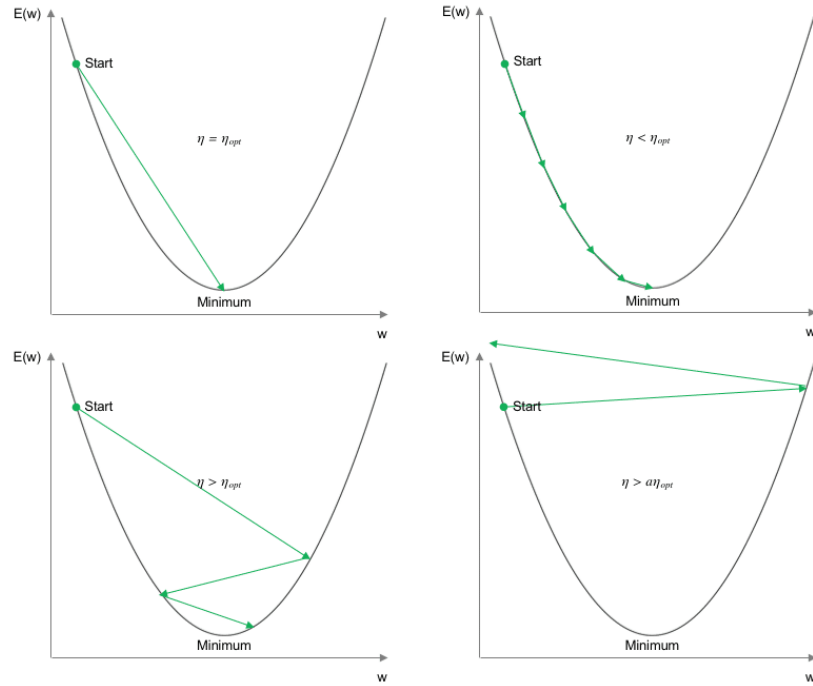 E(w)
Start
η = η_opt
Minimum
w
E(w)
Start
η < η_opt
Minimum
w
E(w)
Start
η > η_opt
Minimum
w
E(w)
Start
η > aη_opt
Minimum
w